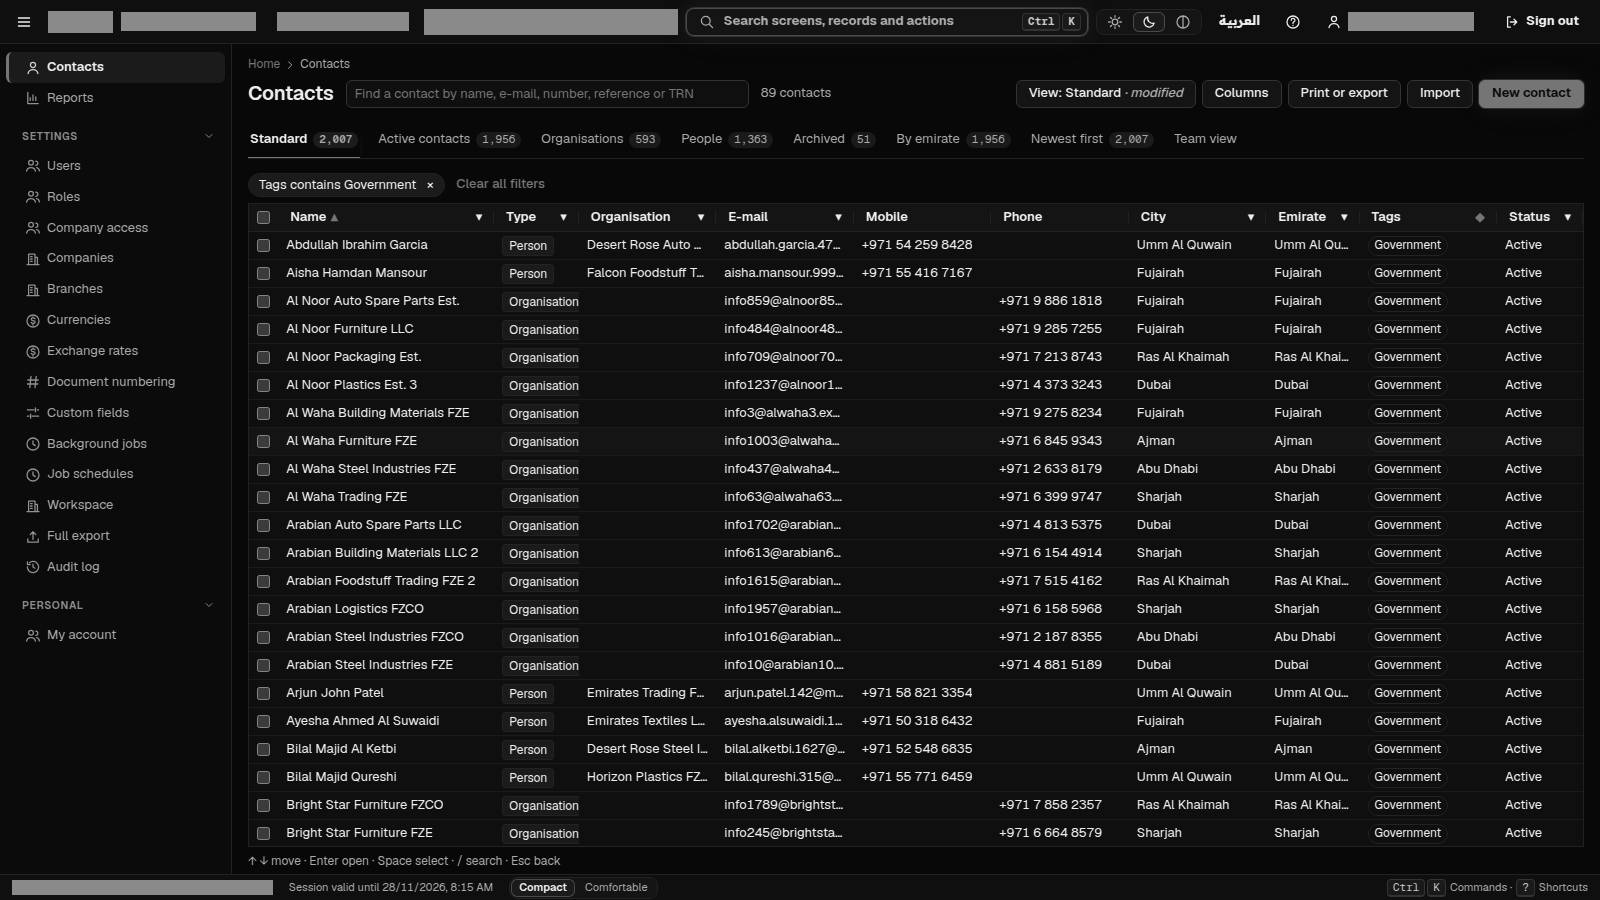 Search screens, records and actions Ctrl K العربية Sign out
Contacts
Reports
SETTINGS
Users
Roles
Company access
Companies
Branches
Currencies
Exchange rates
Document numbering
Custom fields
Background jobs
Job schedules
Workspace
Full export
Audit log
PERSONAL
My account
Home > Contacts
Contacts Find a contact by name, e-mail, number, reference or TRN 89 contacts View: Standard · modified Columns Print or export Import New contact
Standard 2,007 Active contacts 1,956 Organisations 593 People 1,363 Archived 51 By emirate 1,956 Newest first 2,007 Team view
Tags contains Government × Clear all filters
Name ▲ ▼ Type ▼ Organisation ▼ E-mail ▼ Mobile Phone City ▼ Emirate ▼ Tags ◆ Status ▼
Abdullah Ibrahim Garcia Person Desert Rose Auto ... abdullah.garcia.47... +971 54 259 8428 Umm Al Quwain Umm Al Qu... Government Active
Aisha Hamdan Mansour Person Falcon Foodstuff T... aisha.mansour.999... +971 55 416 7167 Fujairah Fujairah Government Active
Al Noor Auto Spare Parts Est. Organisation info859@alnoor85... +971 9 886 1818 Fujairah Fujairah Government Active
Al Noor Furniture LLC Organisation info484@alnoor48... +971 9 285 7255 Fujairah Fujairah Government Active
Al Noor Packaging Est. Organisation info709@alnoor70... +971 7 213 8743 Ras Al Khaimah Ras Al Khai... Government Active
Al Noor Plastics Est. 3 Organisation info1237@alnoor1... +971 4 373 3243 Dubai Dubai Government Active
Al Waha Building Materials FZE Organisation info3@alwaha3.ex... +971 9 275 8234 Fujairah Fujairah Government Active
Al Waha Furniture FZE Organisation info1003@alwaha... +971 6 845 9343 Ajman Ajman Government Active
Al Waha Steel Industries FZE Organisation info437@alwaha4... +971 2 633 8179 Abu Dhabi Abu Dhabi Government Active
Al Waha Trading FZE Organisation info63@alwaha63.... +971 6 399 9747 Sharjah Sharjah Government Active
Arabian Auto Spare Parts LLC Organisation info1702@arabian... +971 4 813 5375 Dubai Dubai Government Active
Arabian Building Materials LLC 2 Organisation info613@arabian6... +971 6 154 4914 Sharjah Sharjah Government Active
Arabian Foodstuff Trading FZE 2 Organisation info1615@arabian... +971 7 515 4162 Ras Al Khaimah Ras Al Khai... Government Active
Arabian Logistics FZCO Organisation info1957@arabian... +971 6 158 5968 Sharjah Sharjah Government Active
Arabian Steel Industries FZCO Organisation info1016@arabian... +971 2 187 8355 Abu Dhabi Abu Dhabi Government Active
Arabian Steel Industries FZE Organisation info10@arabian10.... +971 4 881 5189 Dubai Dubai Government Active
Arjun John Patel Person Emirates Trading F... arjun.patel.142@m... +971 58 821 3354 Umm Al Quwain Umm Al Qu... Government Active
Ayesha Ahmed Al Suwaidi Person Emirates Textiles L... ayesha.alsuwaidi.1... +971 50 318 6432 Fujairah Fujairah Government Active
Bilal Majid Al Ketbi Person Desert Rose Steel I... bilal.alketbi.1627@... +971 52 548 6835 Ajman Ajman Government Active
Bilal Majid Qureshi Person Horizon Plastics FZ... bilal.qureshi.315@... +971 55 771 6459 Umm Al Quwain Umm Al Qu... Government Active
Bright Star Furniture FZCO Organisation info1789@brightst... +971 7 858 2357 Ras Al Khaimah Ras Al Khai... Government Active
Bright Star Furniture FZE Organisation info245@brightsta... +971 6 664 8579 Sharjah Sharjah Government Active
↑↓ move · Enter open · Space select · / search · Esc back
Session valid until 28/11/2026, 8:15 AM Compact Comfortable Ctrl K Commands · ? Shortcuts